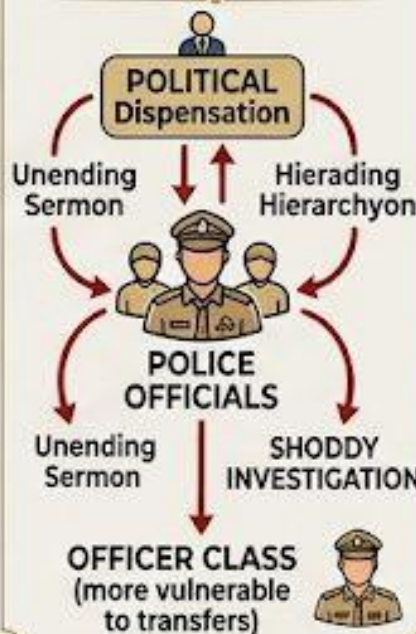 POLITICAL
Dispensation
Unending
Sermon
Hierading
Hierarchyon
POLICE
OFFICIALS
Unending
Sermon
SHODDY
INVESTIGATION
OFFICER CLASS
(more vulnerable
to transfers)